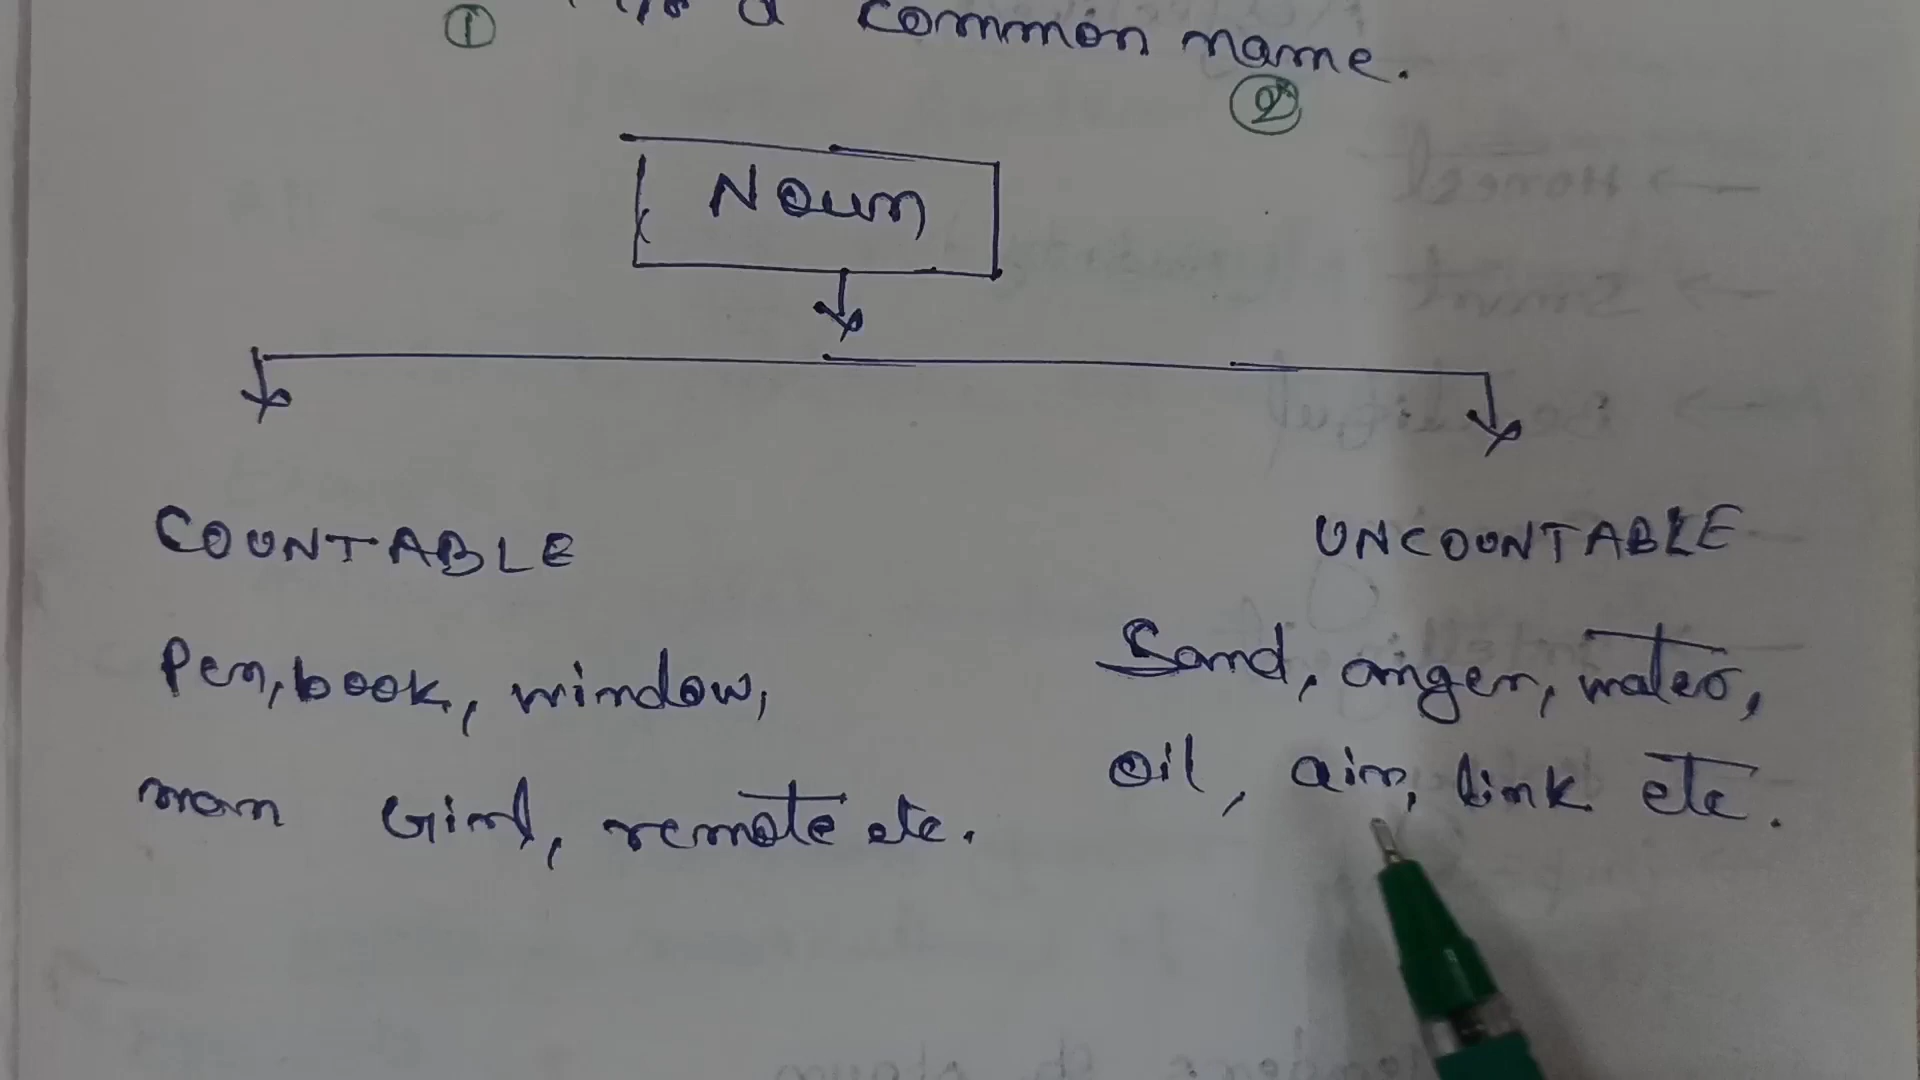 a common name.
①
②
Noun
COUNTABLE
UNCOUNTABLE
Pen, book, window,
man Girl, remote etc.
Sand, anger, water,
oil, air, link etc.